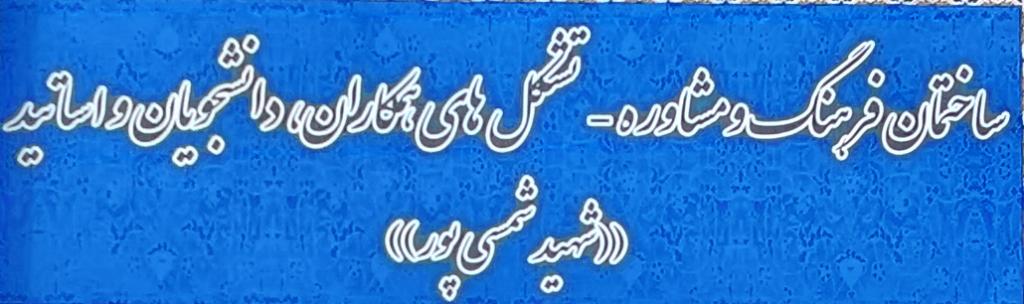 ساختمان فرهنگ و مشاوره - تشکل های همکاران، دانشجویان و اساتید
((شهید شمسی پور))